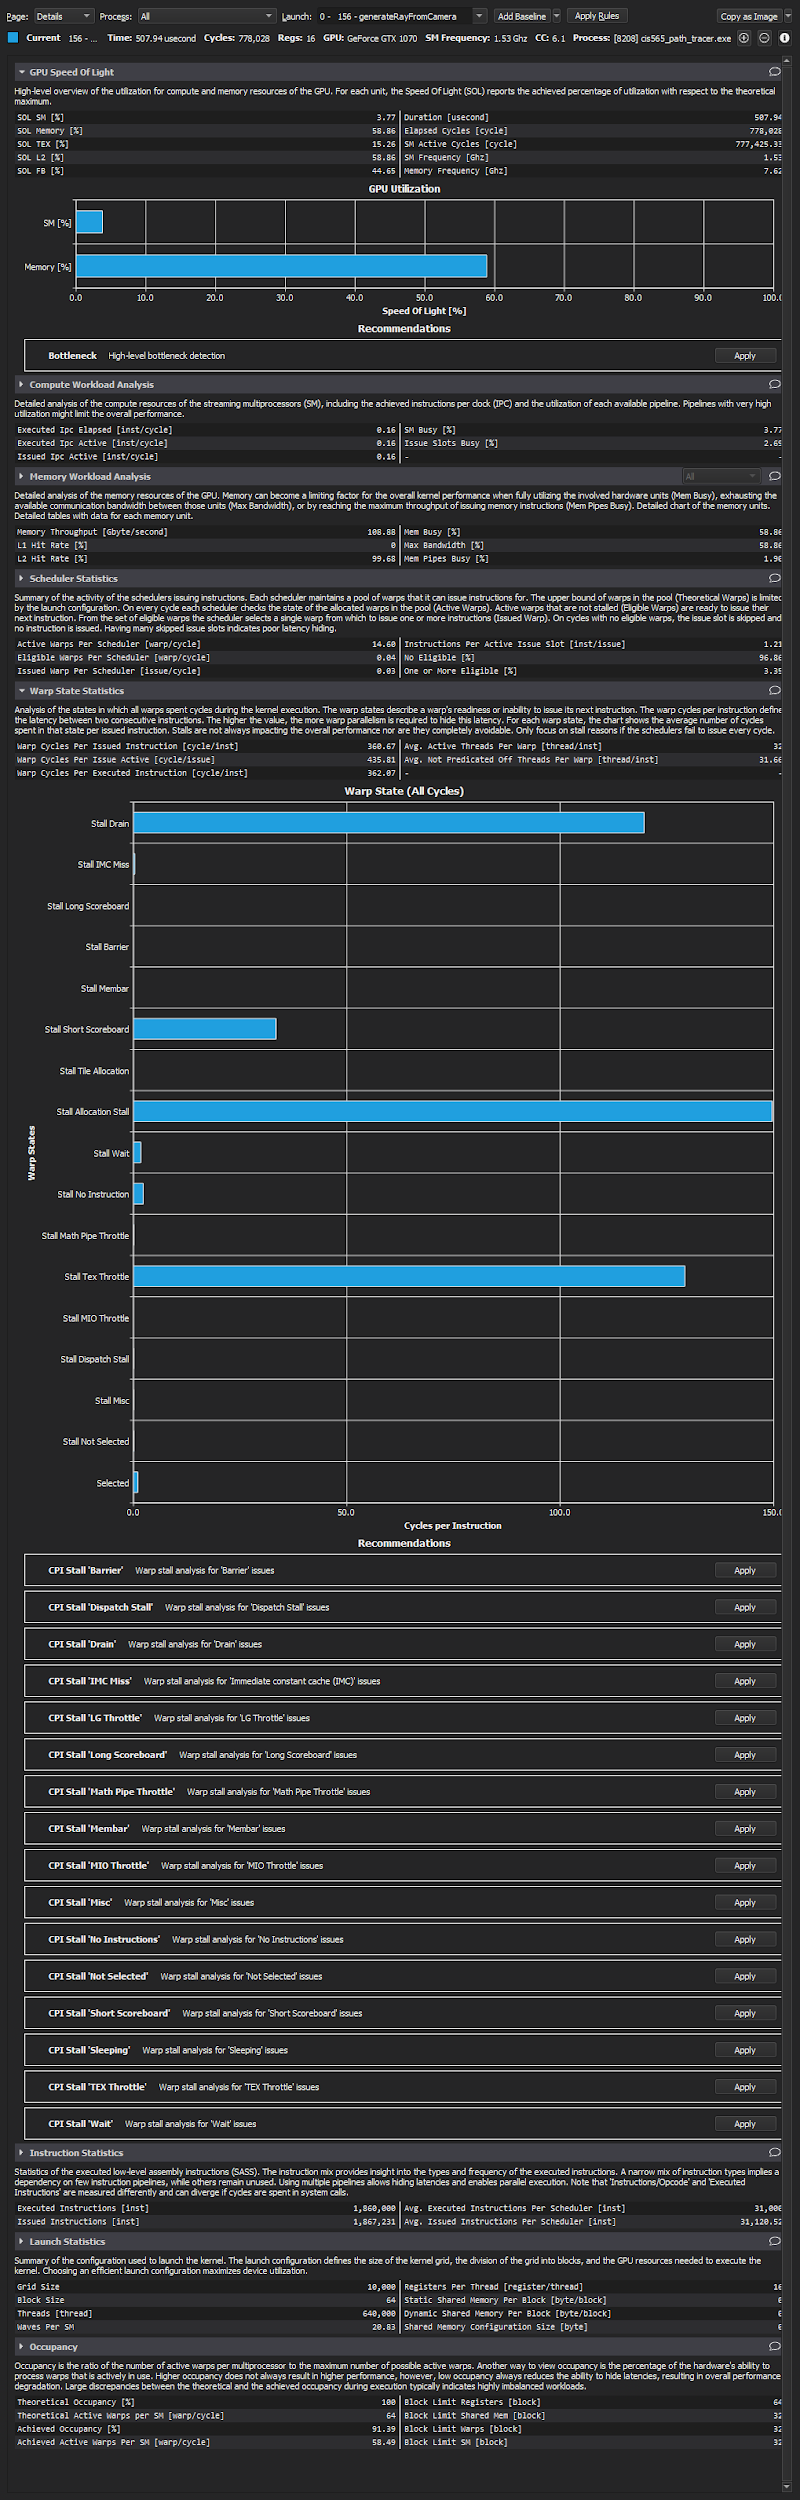 Page: Details Process: All Launch: 0 - 156 - generateRayFromCamera Add Baseline Apply Rules Copy as Image
Current 156 - ... Time: 507.94 usecond Cycles: 778,028 Regs: 16 GPU: GeForce GTX 1070 SM Frequency: 1.53 Ghz CC: 6.1 Process: [8208] cis565_path_tracer.exe
GPU Speed Of Light
High-level overview of the utilization for compute and memory resources of the GPU. For each unit, the Speed Of Light (SOL) reports the achieved percentage of utilization with respect to the theoretical
maximum.
SOL SM [%] 3.77 Duration [usecond] 507.94
SOL Memory [%] 58.86 Elapsed Cycles [cycle] 778,028
SOL TEX [%] 15.26 SM Active Cycles [cycle] 777,425.33
SOL L2 [%] 58.86 SM Frequency [Ghz] 1.53
SOL FB [%] 44.65 Memory Frequency [Ghz] 7.62
GPU Utilization
SM [%]
Memory [%]
0.0 10.0 20.0 30.0 40.0 50.0 60.0 70.0 80.0 90.0 100.0
Speed Of Light [%]
Recommendations
Bottleneck High-level bottleneck detection Apply
Compute Workload Analysis
Detailed analysis of the compute resources of the streaming multiprocessors (SM), including the achieved instructions per clock (IPC) and the utilization of each available pipeline. Pipelines with very high
utilization might limit the overall performance.
Executed Ipc Elapsed [inst/cycle] 0.16 SM Busy [%] 3.77
Executed Ipc Active [inst/cycle] 0.16 Issue Slots Busy [%] 2.65
Issued Ipc Active [inst/cycle] 0.16 - -
Memory Workload Analysis All
Detailed analysis of the memory resources of the GPU. Memory can become a limiting factor for the overall kernel performance when fully utilizing the involved hardware units (Mem Busy), exhausting the
available communication bandwidth between those units (Max Bandwidth), or by reaching the maximum throughput of issuing memory instructions (Mem Pipes Busy). Detailed chart of the memory units.
Detailed tables with data for each memory unit.
Memory Throughput [Gbyte/second] 108.88 Mem Busy [%] 58.86
L1 Hit Rate [%] 0 Max Bandwidth [%] 58.86
L2 Hit Rate [%] 99.68 Mem Pipes Busy [%] 1.96
Scheduler Statistics
Summary of the activity of the schedulers issuing instructions. Each scheduler maintains a pool of warps that it can issue instructions for. The upper bound of warps in the pool (Theoretical Warps) is limited
by the launch configuration. On every cycle each scheduler checks the state of the allocated warps in the pool (Active Warps). Active warps that are not stalled (Eligible Warps) are ready to issue their
next instruction. From the set of eligible warps the scheduler selects a single warp from which to issue one or more instructions (Issued Warp). On cycles with no eligible warps, the issue slot is skipped and
no instruction is issued. Having many skipped issue slots indicates poor latency hiding.
Active Warps Per Scheduler [warp/cycle] 14.60 Instructions Per Active Issue Slot [inst/issue] 1.21
Eligible Warps Per Scheduler [warp/cycle] 0.04 No Eligible [%] 96.86
Issued Warp Per Scheduler [issue/cycle] 0.03 One or More Eligible [%] 3.35
Warp State Statistics
Analysis of the states in which all warps spent cycles during the kernel execution. The warp states describe a warp's readiness or inability to issue its next instruction. The warp cycles per instruction define
the latency between two consecutive instructions. The higher the value, the more warp parallelism is required to hide this latency. For each warp state, the chart shows the average number of cycles
spent in that state per issued instruction. Stalls are not always impacting the overall performance nor are they completely avoidable. Only focus on stall reasons if the schedulers fail to issue every cycle.
Warp Cycles Per Issued Instruction [cycle/inst] 360.67 Avg. Active Threads Per Warp [thread/inst] 32
Warp Cycles Per Issue Active [cycle/issue] 435.81 Avg. Not Predicated Off Threads Per Warp [thread/inst] 31.66
Warp Cycles Per Executed Instruction [cycle/inst] 362.07 - -
Warp State (All Cycles)
Warp States
Stall Drain
Stall IMC Miss
Stall Long Scoreboard
Stall Barrier
Stall Membar
Stall Short Scoreboard
Stall Tile Allocation
Stall Allocation Stall
Stall Wait
Stall No Instruction
Stall Math Pipe Throttle
Stall Tex Throttle
Stall MIO Throttle
Stall Dispatch Stall
Stall Misc
Stall Not Selected
Selected
0.0 50.0 100.0 150.0
Cycles per Instruction
Recommendations
CPI Stall 'Barrier' Warp stall analysis for 'Barrier' issues Apply
CPI Stall 'Dispatch Stall' Warp stall analysis for 'Dispatch Stall' issues Apply
CPI Stall 'Drain' Warp stall analysis for 'Drain' issues Apply
CPI Stall 'IMC Miss' Warp stall analysis for 'Immediate constant cache (IMC)' issues Apply
CPI Stall 'LG Throttle' Warp stall analysis for 'LG Throttle' issues Apply
CPI Stall 'Long Scoreboard' Warp stall analysis for 'Long Scoreboard' issues Apply
CPI Stall 'Math Pipe Throttle' Warp stall analysis for 'Math Pipe Throttle' issues Apply
CPI Stall 'Membar' Warp stall analysis for 'Membar' issues Apply
CPI Stall 'MIO Throttle' Warp stall analysis for 'MIO Throttle' issues Apply
CPI Stall 'Misc' Warp stall analysis for 'Misc' issues Apply
CPI Stall 'No Instructions' Warp stall analysis for 'No Instructions' issues Apply
CPI Stall 'Not Selected' Warp stall analysis for 'Not Selected' issues Apply
CPI Stall 'Short Scoreboard' Warp stall analysis for 'Short Scoreboard' issues Apply
CPI Stall 'Sleeping' Warp stall analysis for 'Sleeping' issues Apply
CPI Stall 'TEX Throttle' Warp stall analysis for 'TEX Throttle' issues Apply
CPI Stall 'Wait' Warp stall analysis for 'Wait' issues Apply
Instruction Statistics
Statistics of the executed low-level assembly instructions (SASS). The instruction mix provides insight into the types and frequency of the executed instructions. A narrow mix of instruction types implies a
dependency on few instruction pipelines, while others remain unused. Using multiple pipelines allows hiding latencies and enables parallel execution. Note that 'Instructions/Opcode' and 'Executed
Instructions' are measured differently and can diverge if cycles are spent in system calls.
Executed Instructions [inst] 1,860,000 Avg. Executed Instructions Per Scheduler [inst] 31,000
Issued Instructions [inst] 1,867,231 Avg. Issued Instructions Per Scheduler [inst] 31,120.52
Launch Statistics
Summary of the configuration used to launch the kernel. The launch configuration defines the size of the kernel grid, the division of the grid into blocks, and the GPU resources needed to execute the
kernel. Choosing an efficient launch configuration maximizes device utilization.
Grid Size 10,000 Registers Per Thread [register/thread] 16
Block Size 64 Static Shared Memory Per Block [byte/block] 0
Threads [thread] 640,000 Dynamic Shared Memory Per Block [byte/block] 0
Waves Per SM 20.83 Shared Memory Configuration Size [byte] 0
Occupancy
Occupancy is the ratio of the number of active warps per multiprocessor to the maximum number of possible active warps. Another way to view occupancy is the percentage of the hardware's ability to
process warps that is actively in use. Higher occupancy does not always result in higher performance, however, low occupancy always reduces the ability to hide latencies, resulting in overall performance
degradation. Large discrepancies between the theoretical and the achieved occupancy during execution typically indicates highly imbalanced workloads.
Theoretical Occupancy [%] 100 Block Limit Registers [block] 64
Theoretical Active Warps per SM [warp/cycle] 64 Block Limit Shared Mem [block] 32
Achieved Occupancy [%] 91.39 Block Limit Warps [block] 32
Achieved Active Warps Per SM [warp/cycle] 58.49 Block Limit SM [block] 32